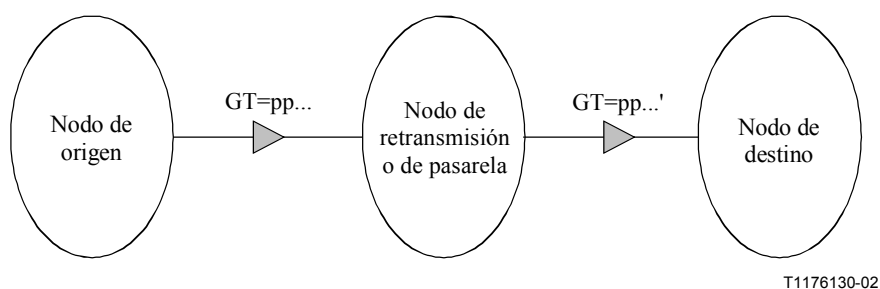 Nodo de
origen
GT=pp...
Nodo de
retransmisión
o de pasarela
GT=pp...'
Nodo de
destino
T1176130-02